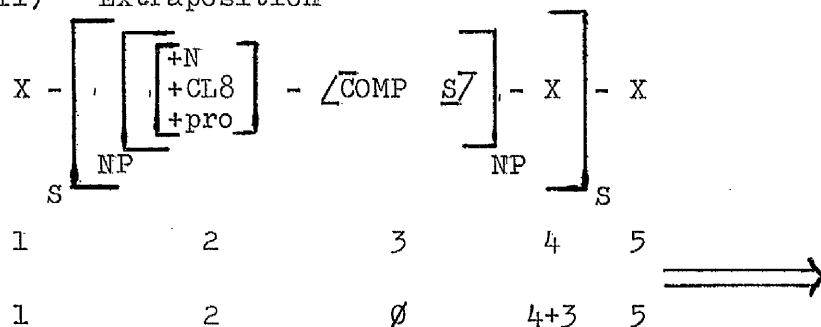 ii) Extraposition
+N
X - [ [ [ +CL8 ] - /COMP S/ ] - X ] - X
+pro
NP NP
S S
1 2 3 4 5
1 2 Ø 4+3 5